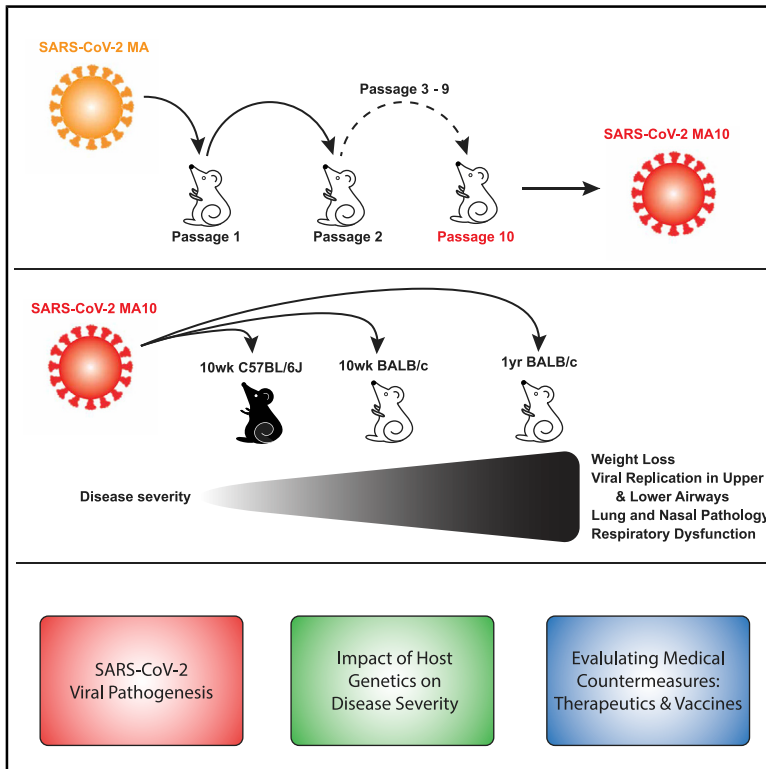 SARS-CoV-2 MA
Passage 3 - 9
SARS-CoV-2 MA10
Passage 1
Passage 2
Passage 10
SARS-CoV-2 MA10
10wk C57BL/6J
10wk BALB/c
1yr BALB/c
Disease severity
Weight Loss
Viral Replication in Upper
& Lower Airways
Lung and Nasal Pathology
Respiratory Dysfunction
SARS-CoV-2
Viral Pathogenesis
Impact of Host
Genetics on
Disease Severity
Evalulating Medical
Countermeasures:
Therapeutics & Vaccines